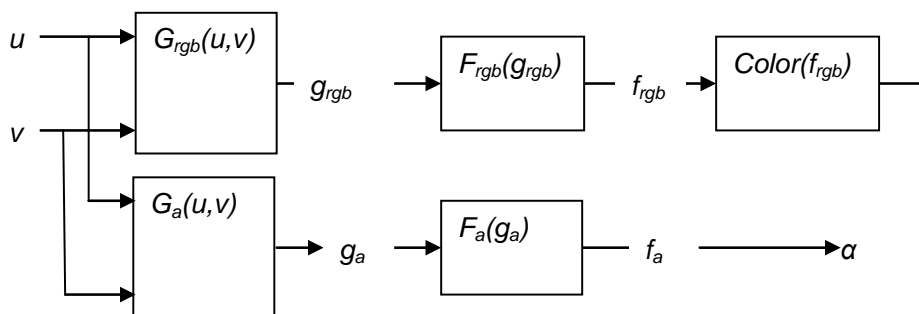 u
G_rgb(u,v)
g_rgb
F_rgb(g_rgb)
f_rgb
Color(f_rgb)
v
G_a(u,v)
g_a
F_a(g_a)
f_a
α